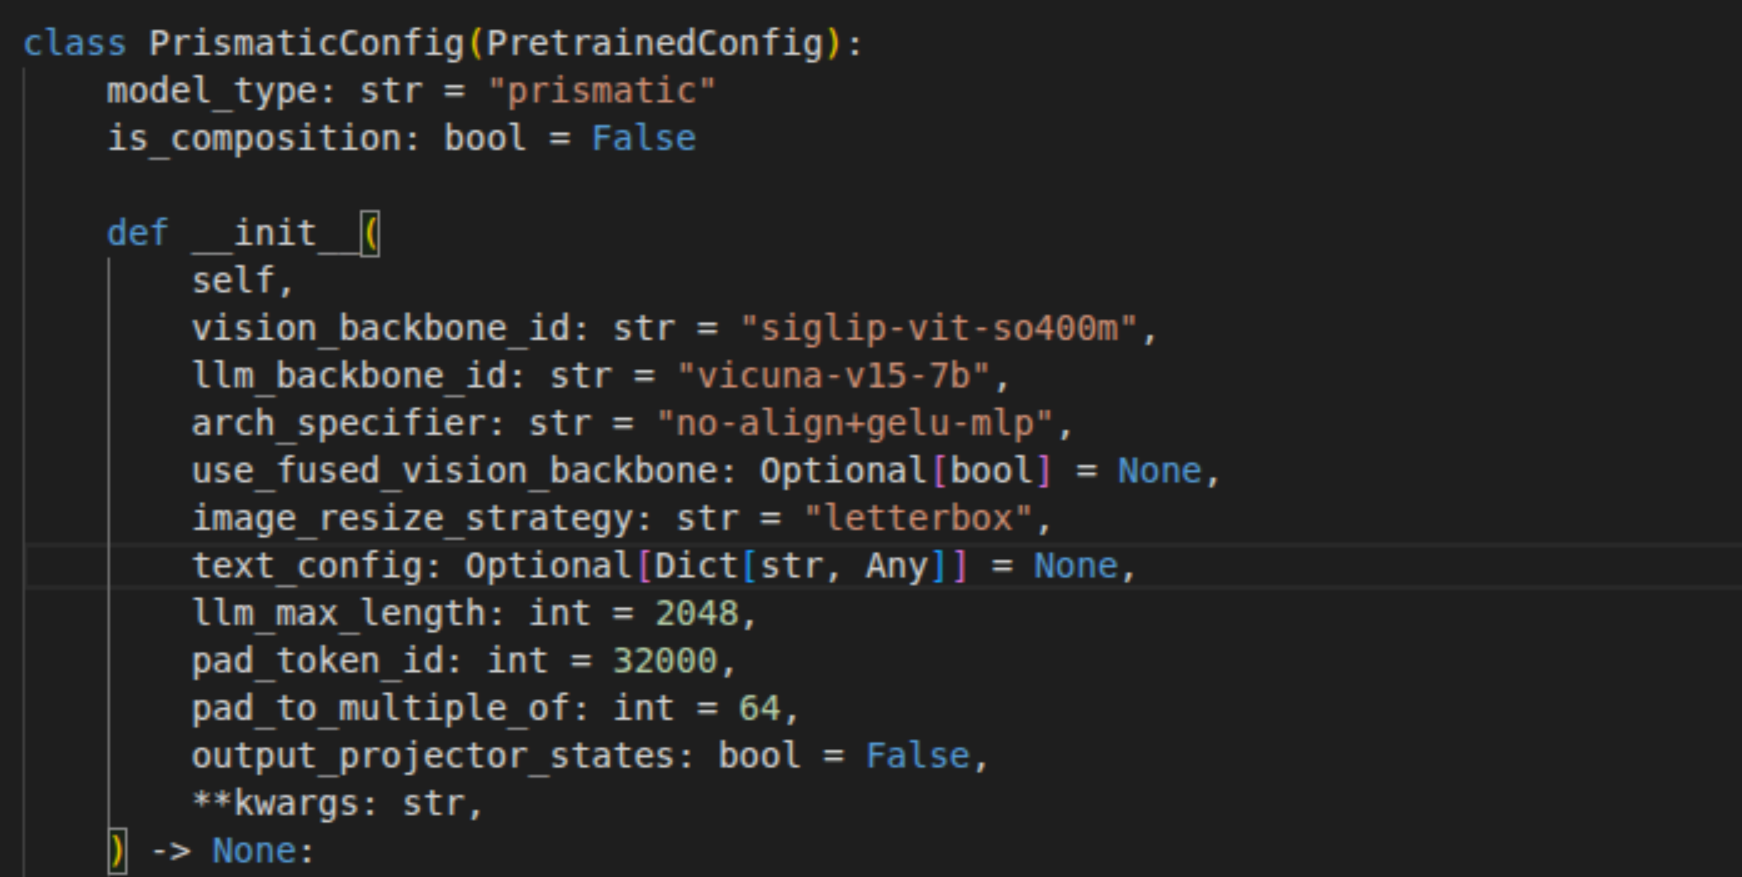 class PrismaticConfig(PretrainedConfig):
    model_type: str = "prismatic"
    is_composition: bool = False

    def __init__(
        self,
        vision_backbone_id: str = "siglip-vit-so400m",
        llm_backbone_id: str = "vicuna-v15-7b",
        arch_specifier: str = "no-align+gelu-mlp",
        use_fused_vision_backbone: Optional[bool] = None,
        image_resize_strategy: str = "letterbox",
        text_config: Optional[Dict[str, Any]] = None,
        llm_max_length: int = 2048,
        pad_token_id: int = 32000,
        pad_to_multiple_of: int = 64,
        output_projector_states: bool = False,
        **kwargs: str,
    ) -> None: